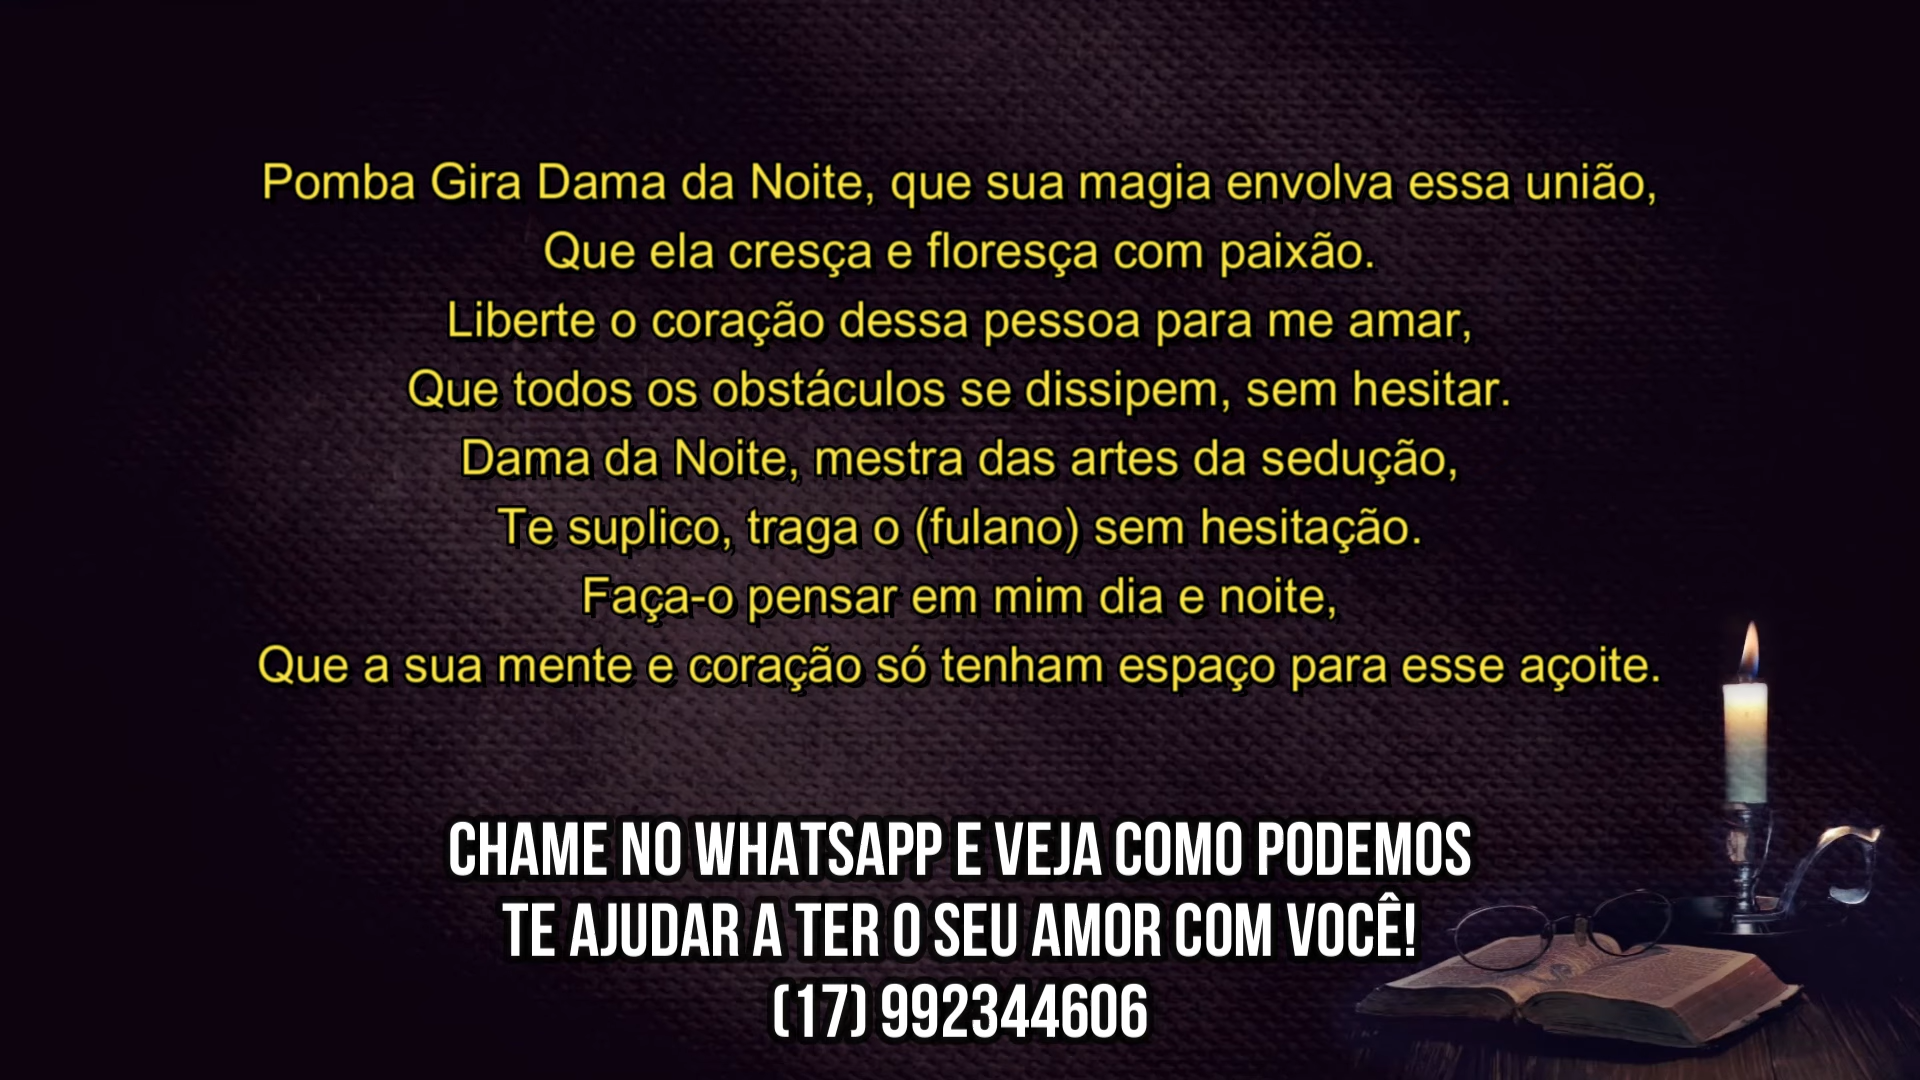 Pomba Gira Dama da Noite, que sua magia envolva essa união,
Que ela cresça e floresça com paixão.
Liberte o coração dessa pessoa para me amar,
Que todos os obstáculos se dissipem, sem hesitar.
Dama da Noite, mestra das artes da sedução,
Te suplico, traga o (fulano) sem hesitação.
Faça-o pensar em mim dia e noite,
Que a sua mente e coração só tenham espaço para esse açoite.
CHAME NO WHATSAPP E VEJA COMO PODEMOS
TE AJUDAR A TER O SEU AMOR COM VOCÊ!
(17) 992344606